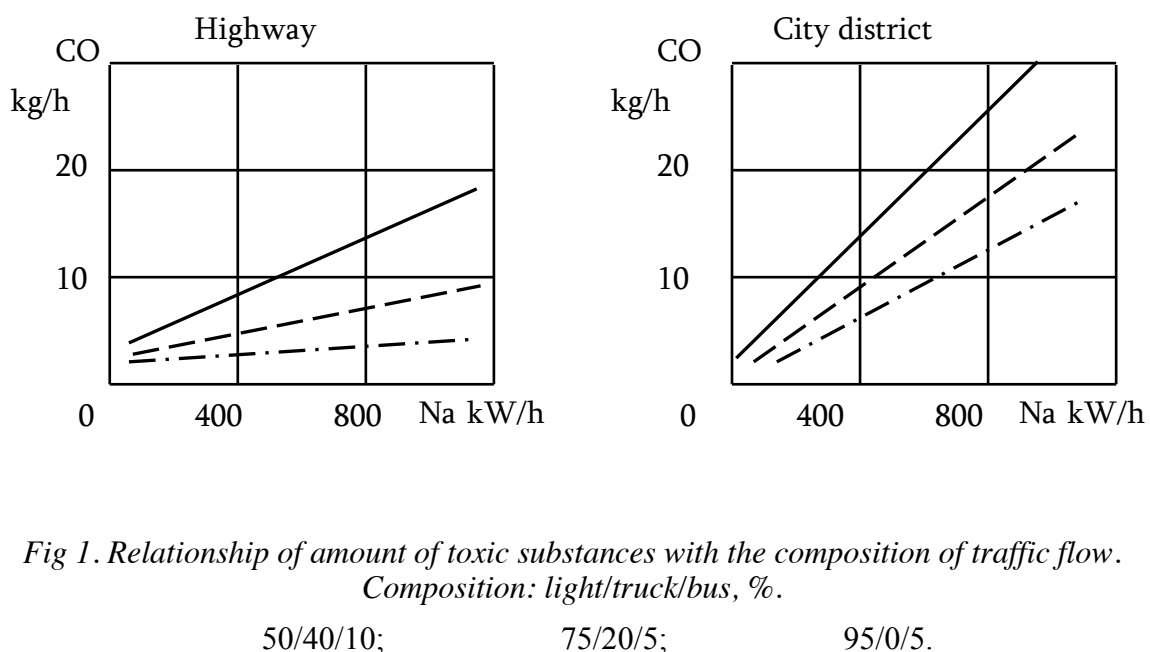 Highway
CO
kg/h
20
10
0 400 800 Na kW/h
City district
CO
kg/h
20
10
0 400 800 Na kW/h
Fig 1. Relationship of amount of toxic substances with the composition of traffic flow.
Composition: light/truck/bus, %.
50/40/10; 75/20/5; 95/0/5.